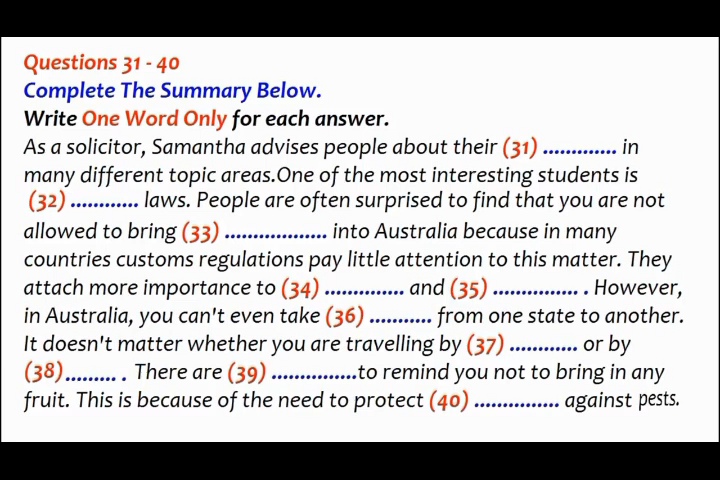 Questions 31 - 40
Complete The Summary Below.
Write One Word Only for each answer.
As a solicitor, Samantha advises people about their (31) ............. in
many different topic areas.One of the most interesting students is
(32) ............ laws. People are often surprised to find that you are not
allowed to bring (33) .................. into Australia because in many
countries customs regulations pay little attention to this matter. They
attach more importance to (34) .............. and (35) ............... . However,
in Australia, you can't even take (36) ........... from one state to another.
It doesn't matter whether you are travelling by (37) ............ or by
(38)......... . There are (39) ...............to remind you not to bring in any
fruit. This is because of the need to protect (40) ............... against pests.